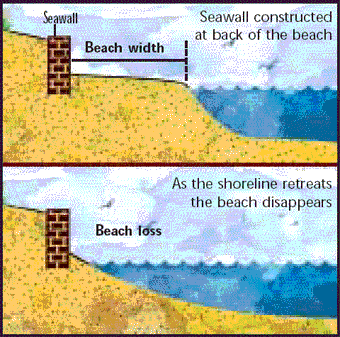 Seawall
Seawall constructed
at back of the beach
Beach width
As the shoreline retreats
the beach disappears
Beach loss